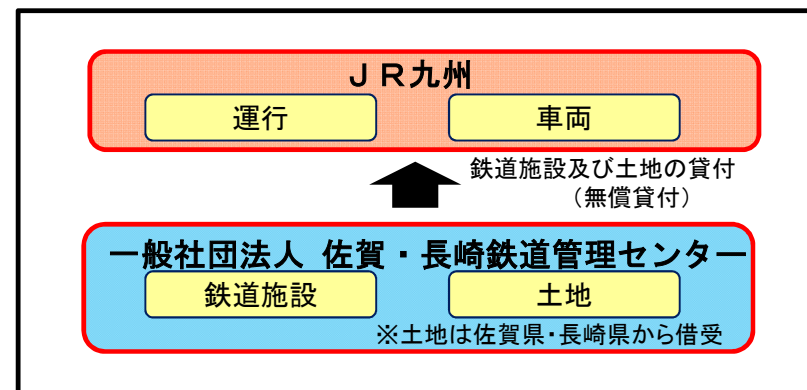 JR九州
運行 車両
鉄道施設及び土地の貸付
(無償貸付)
一般社団法人 佐賀・長崎鉄道管理センター
鉄道施設 土地
※土地は佐賀県・長崎県から借受